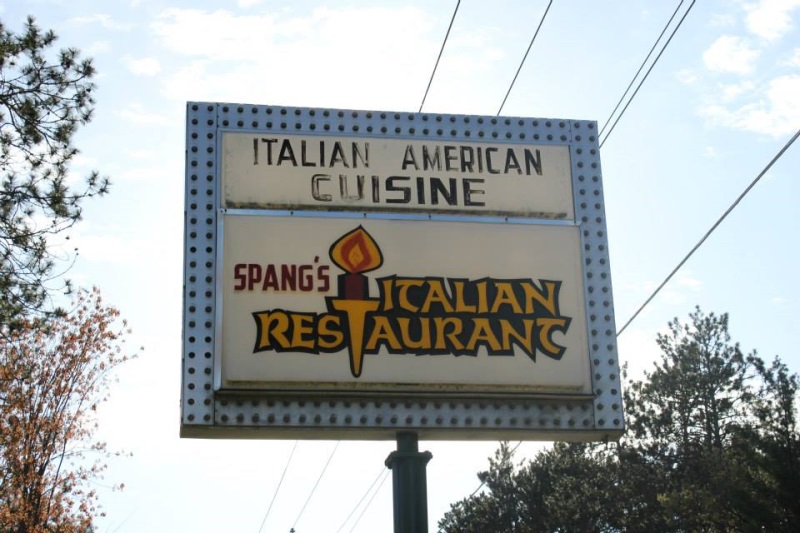 ITALIAN AMERICAN
CUISINE
SPANG'S
ITALIAN
RESTAURANT